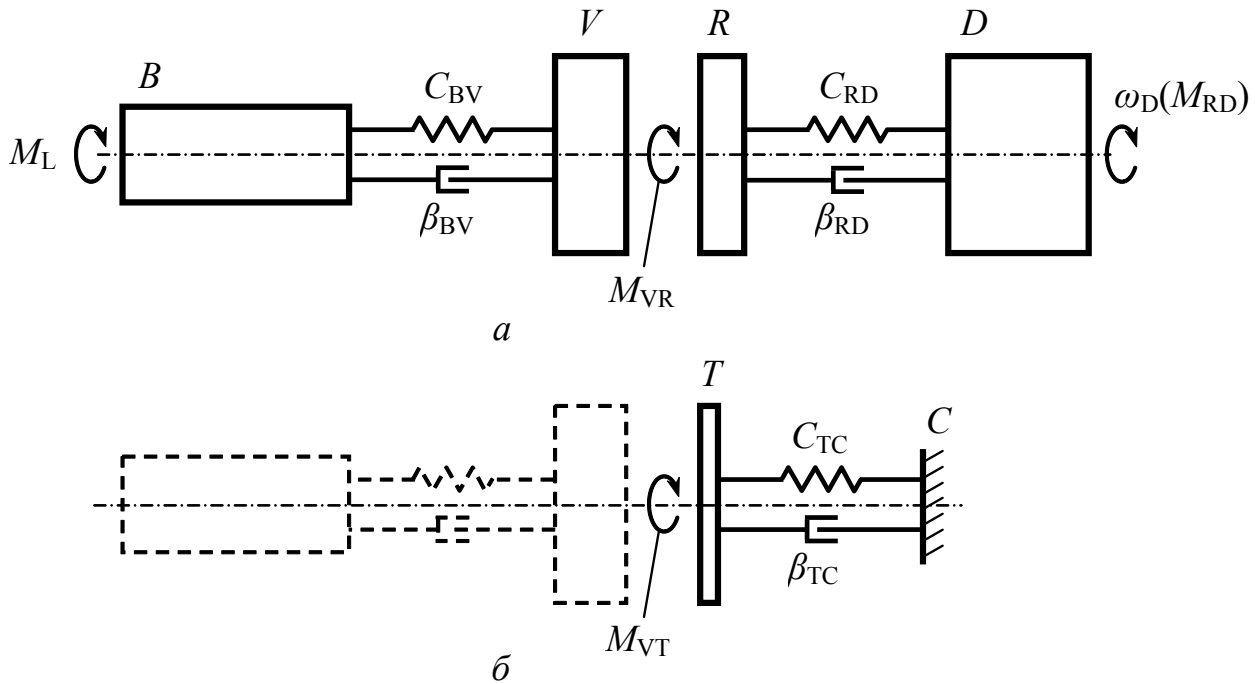 B
V
R
D
C_BV
C_RD
ω_D(M_RD)
M_L
β_BV
β_RD
M_VR
а
T
C_TC
C
β_TC
M_VT
б